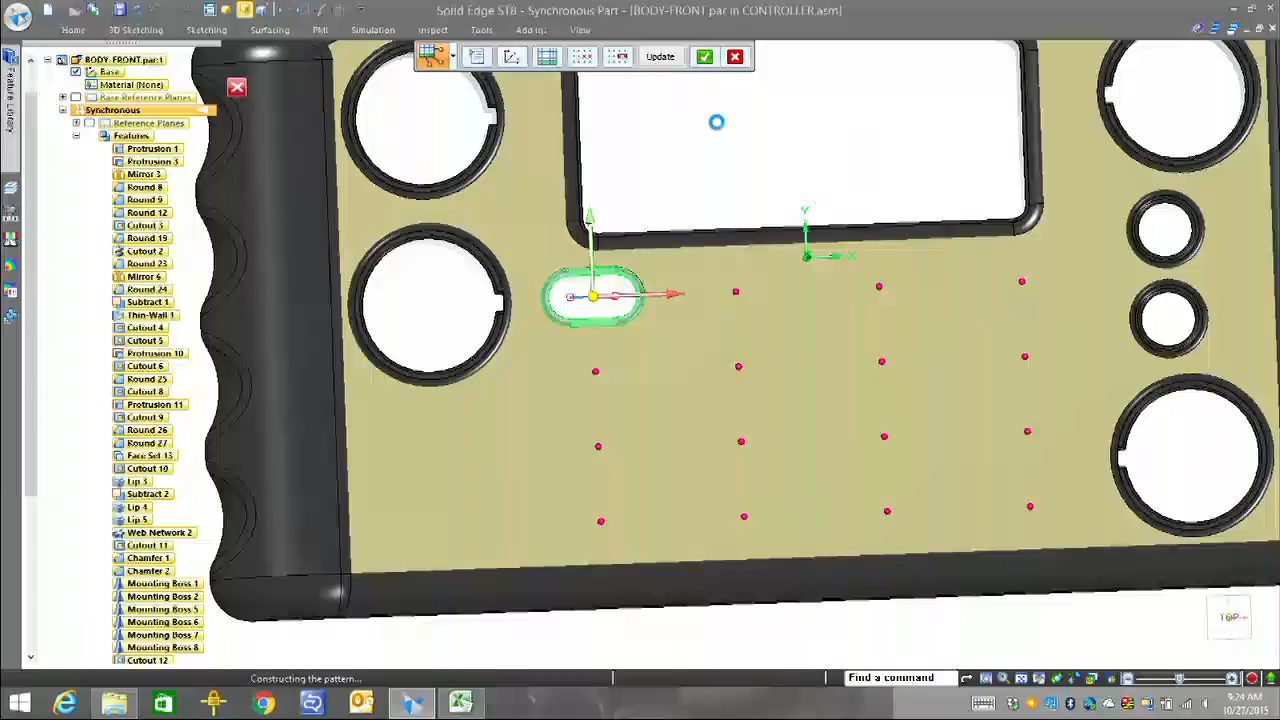 Solid Edge ST8 - Synchronous Part - [BODY-FRONT.par in CONTROLLER.asm]
Home 3D Sketching Sketching Surfacing PMI Simulation Inspect Tools Add-Ins View
Update
Feature Library
BODY-FRONT.par:1
Base
Material (None)
Base Reference Planes
Synchronous
Reference Planes
Features
Protrusion 1
Protrusion 3
Mirror 3
Round 8
Round 9
Round 12
Cutout 3
Round 19
Cutout 2
Round 23
Mirror 6
Round 24
Subtract 1
Thin-Wall 1
Cutout 4
Cutout 5
Protrusion 10
Cutout 6
Round 25
Cutout 8
Protrusion 11
Cutout 9
Round 26
Round 27
Face Set 13
Cutout 10
Lip 3
Subtract 2
Lip 4
Lip 5
Web Network 2
Cutout 11
Chamfer 1
Chamfer 2
Mounting Boss 1
Mounting Boss 2
Mounting Boss 5
Mounting Boss 6
Mounting Boss 7
Mounting Boss 8
Cutout 12
Y
X
TOP
Constructing the pattern...
Find a command
9:24 AM
10/27/2015